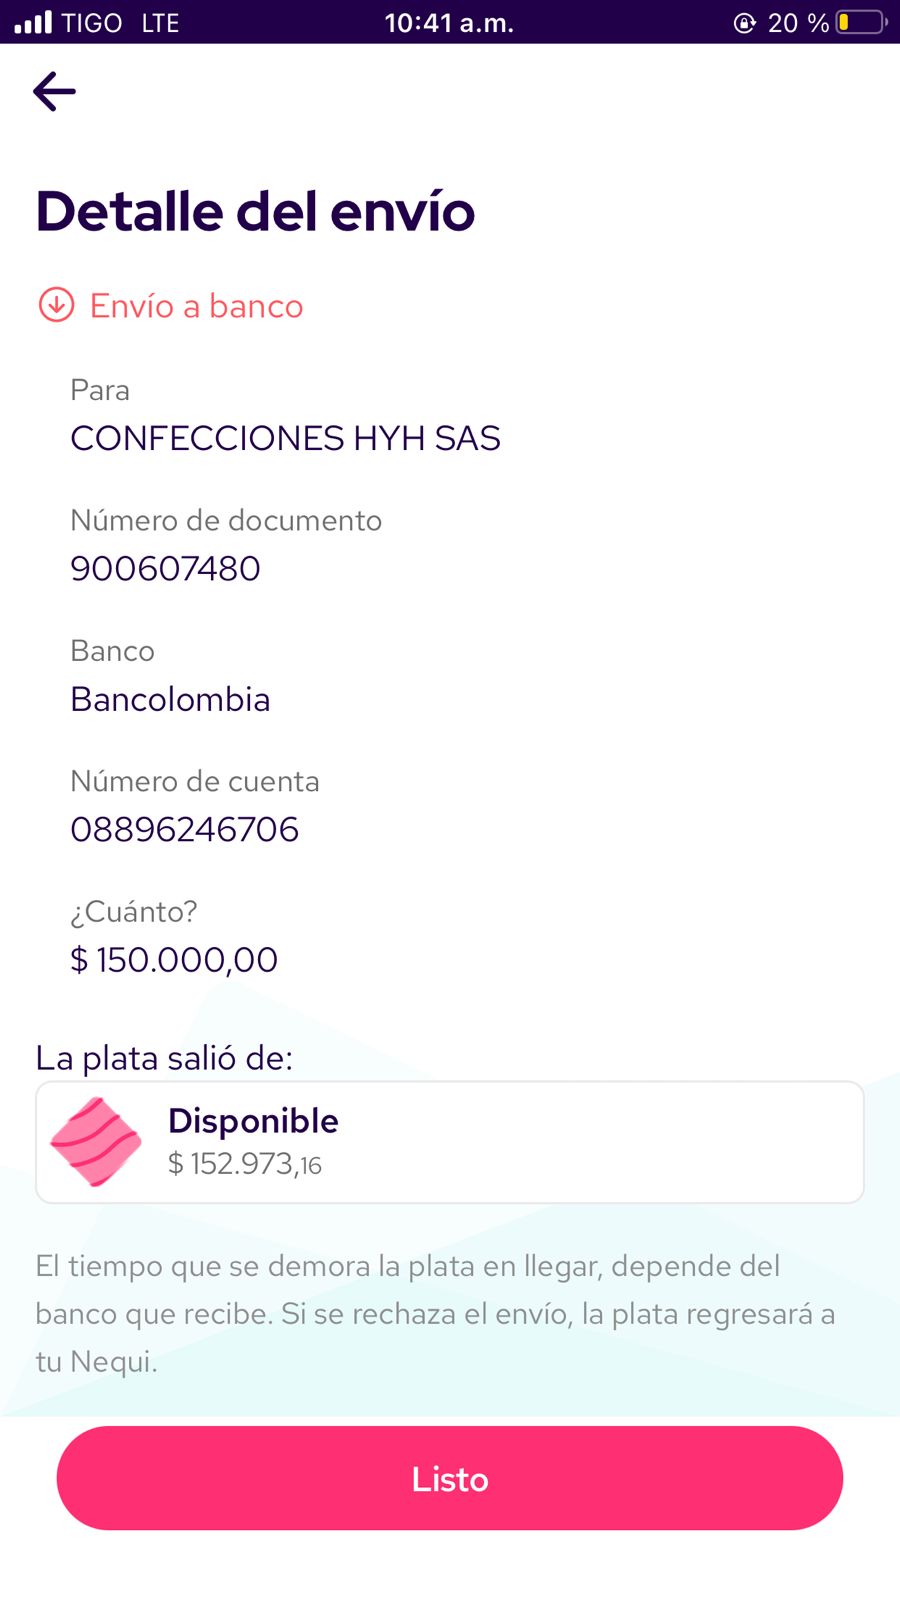 TIGO LTE 10:41 a.m. 20 %
Detalle del envío
Envío a banco
Para
CONFECCIONES HYH SAS
Número de documento
900607480
Banco
Bancolombia
Número de cuenta
08896246706
¿Cuánto?
$ 150.000,00
La plata salió de:
Disponible
$ 152.973,16
El tiempo que se demora la plata en llegar, depende del
banco que recibe. Si se rechaza el envío, la plata regresará a
tu Nequi.
Listo